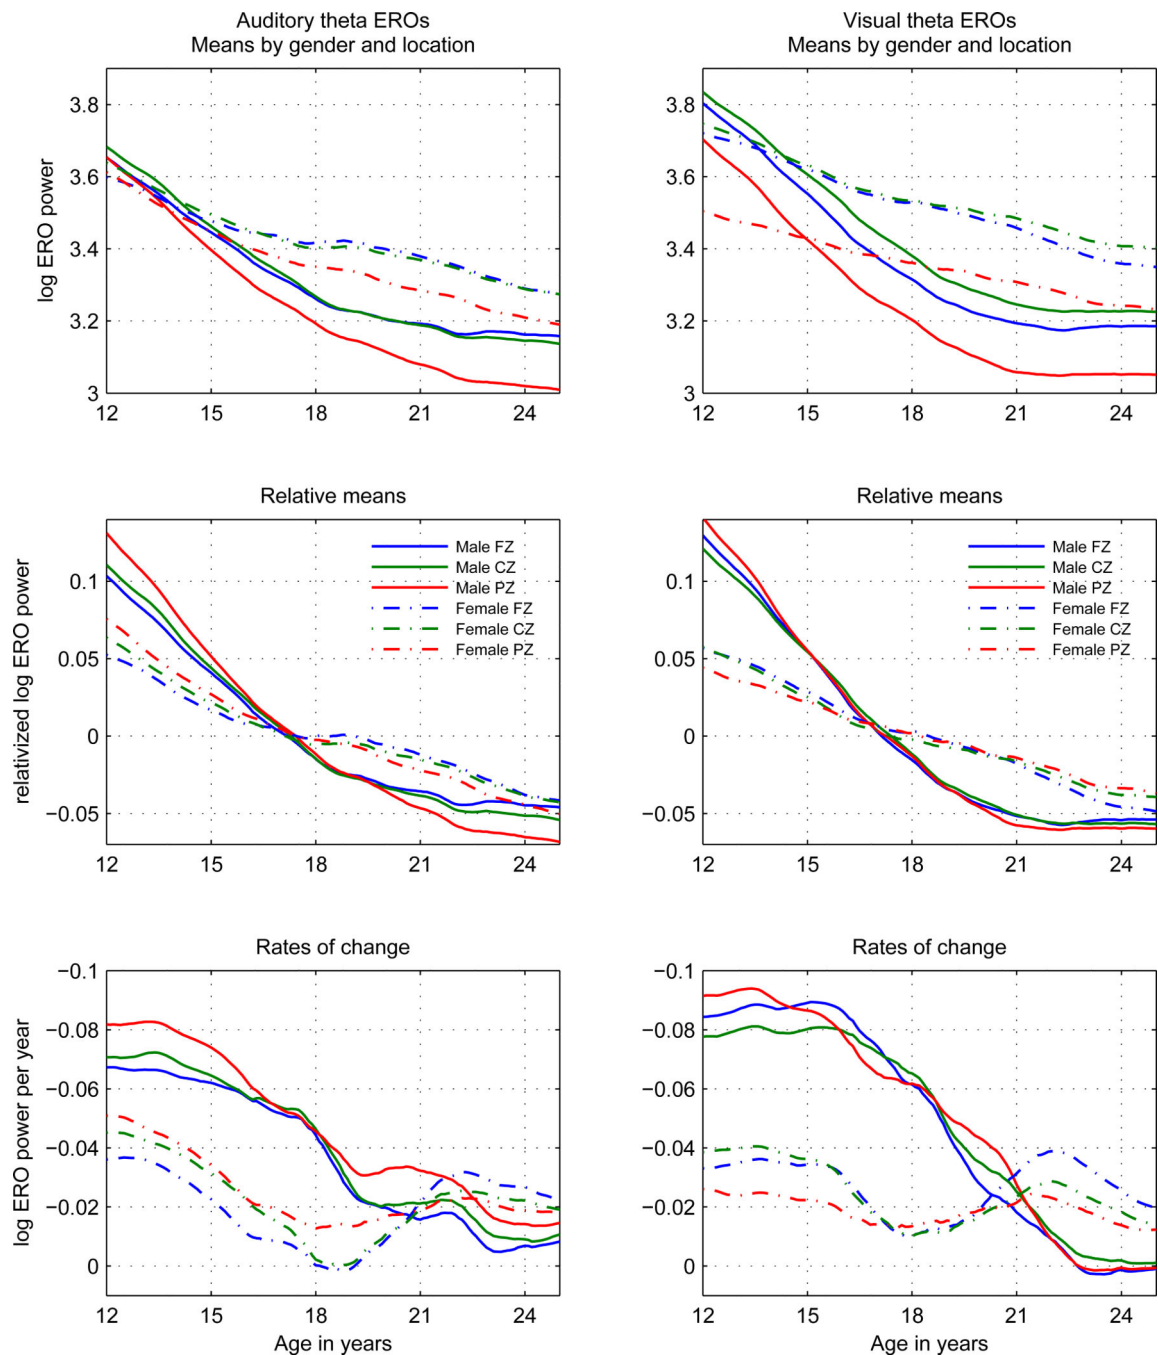 Auditory theta EROs
Means by gender and location
Visual theta EROs
Means by gender and location
log ERO power
3.8
3.6
3.4
3.2
3
12 15 18 21 24
3.8
3.6
3.4
3.2
3
12 15 18 21 24
Relative means
Relative means
relativized log ERO power
0.1
0.05
0
−0.05
Male FZ
Male CZ
Male PZ
Female FZ
Female CZ
Female PZ
12 15 18 21 24
0.1
0.05
0
−0.05
Male FZ
Male CZ
Male PZ
Female FZ
Female CZ
Female PZ
12 15 18 21 24
Rates of change
Rates of change
log ERO power per year
−0.1
−0.08
−0.06
−0.04
−0.02
0
12 15 18 21 24
Age in years
−0.1
−0.08
−0.06
−0.04
−0.02
0
12 15 18 21 24
Age in years